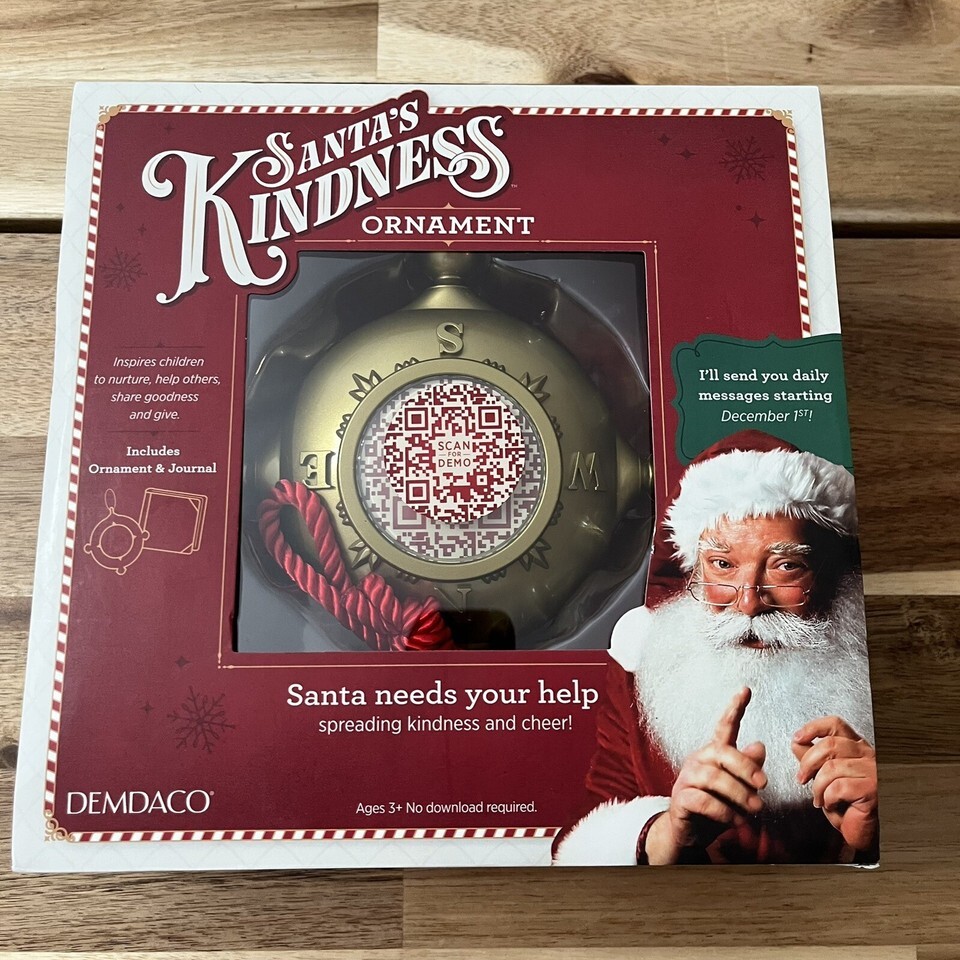 SANTA'S
KINDNESS™
ORNAMENT
Inspires children
to nurture, help others,
share goodness
and give.
Includes
Ornament & Journal
S
E
W
N
SCAN
FOR
DEMO
I'll send you daily
messages starting
December 1ST!
Santa needs your help
spreading kindness and cheer!
DEMDACO®
Ages 3+ No download required.